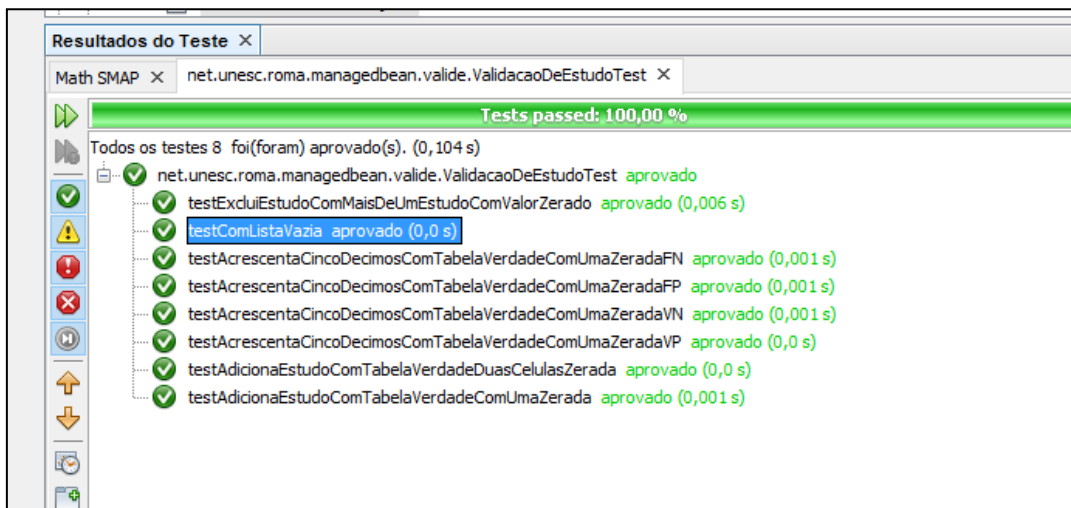 Resultados do Teste ×
Math SMAP × net.unesc.roma.managedbean.valide.ValidacaoDeEstudoTest ×
Tests passed: 100,00 %
Todos os testes 8 foi(foram) aprovado(s). (0,104 s)
net.unesc.roma.managedbean.valide.ValidacaoDeEstudoTest aprovado
testExcluiEstudoComMaisDeUmEstudoComValorZerado aprovado (0,006 s)
testComListaVazia aprovado (0,0 s)
testAcrescentaCincoDecimosComTabelaVerdadeComUmaZeradaFN aprovado (0,001 s)
testAcrescentaCincoDecimosComTabelaVerdadeComUmaZeradaFP aprovado (0,001 s)
testAcrescentaCincoDecimosComTabelaVerdadeComUmaZeradaVN aprovado (0,001 s)
testAcrescentaCincoDecimosComTabelaVerdadeComUmaZeradaVP aprovado (0,0 s)
testAdicionaEstudoComTabelaVerdadeDuasCelulasZerada aprovado (0,0 s)
testAdicionaEstudoComTabelaVerdadeComUmaZerada aprovado (0,001 s)